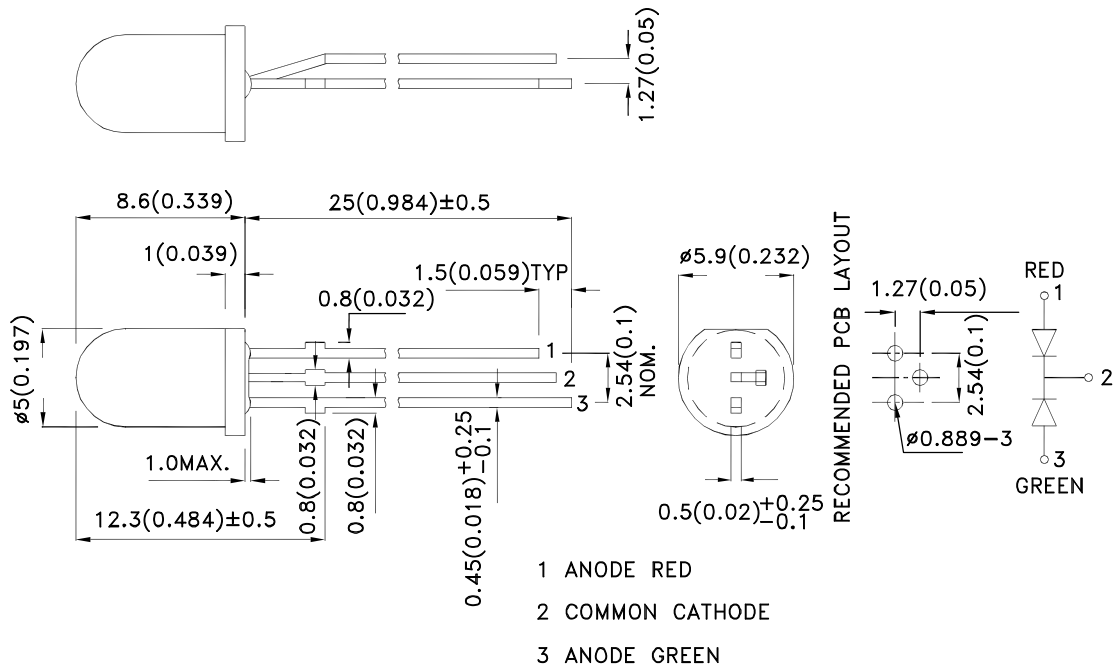 1.27(0.05)
8.6(0.339)
25(0.984)±0.5
1(0.039)
1.5(0.059)TYP
0.8(0.032)
ø5(0.197)
1
2
3
2.54(0.1)
NOM.
1.0MAX.
12.3(0.484)±0.5
0.8(0.032)
0.8(0.032)
0.45(0.018)+0.25
-0.1
ø5.9(0.232)
0.5(0.02)+0.25
-0.1
RECOMMENDED PCB LAYOUT
1.27(0.05)
2.54(0.1)
ø0.889-3
RED
1
2
3
GREEN
1 ANODE RED
2 COMMON CATHODE
3 ANODE GREEN